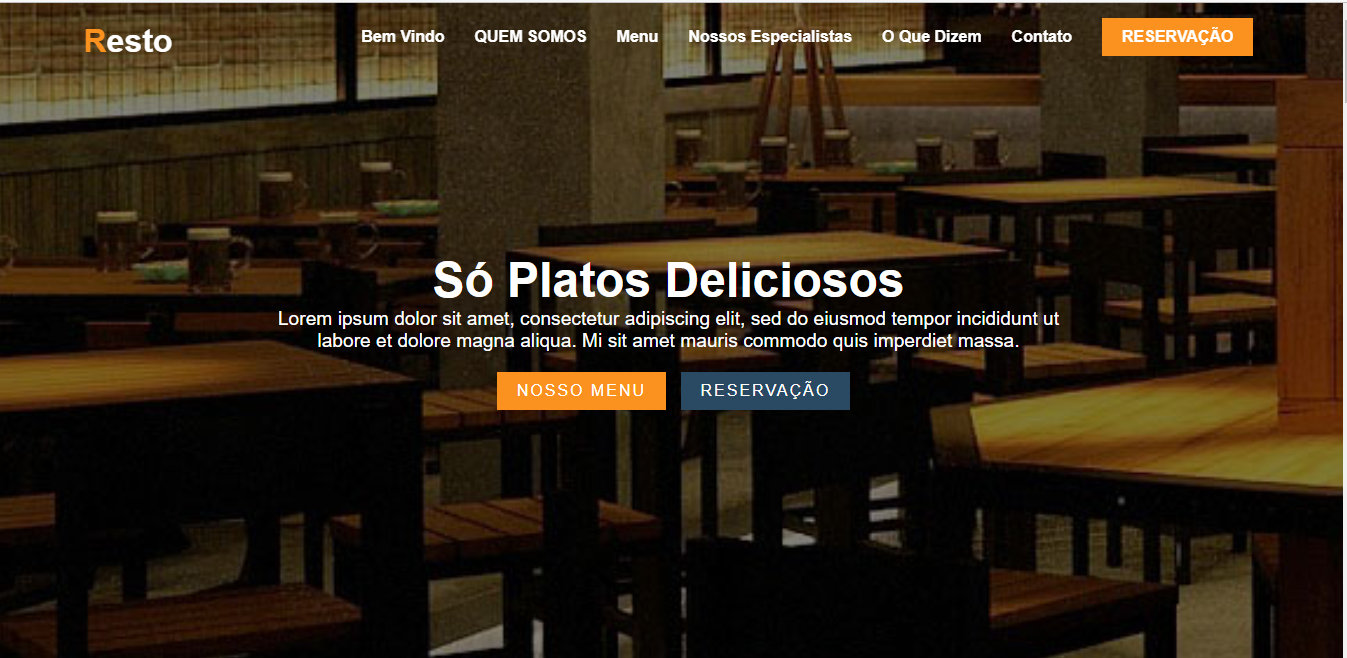 Resto
Bem Vindo QUEM SOMOS Menu Nossos Especialistas O Que Dizem Contato RESERVAÇÃO
Só Platos Deliciosos
Lorem ipsum dolor sit amet, consectetur adipiscing elit, sed do eiusmod tempor incididunt ut
labore et dolore magna aliqua. Mi sit amet mauris commodo quis imperdiet massa.
NOSSO MENU RESERVAÇÃO